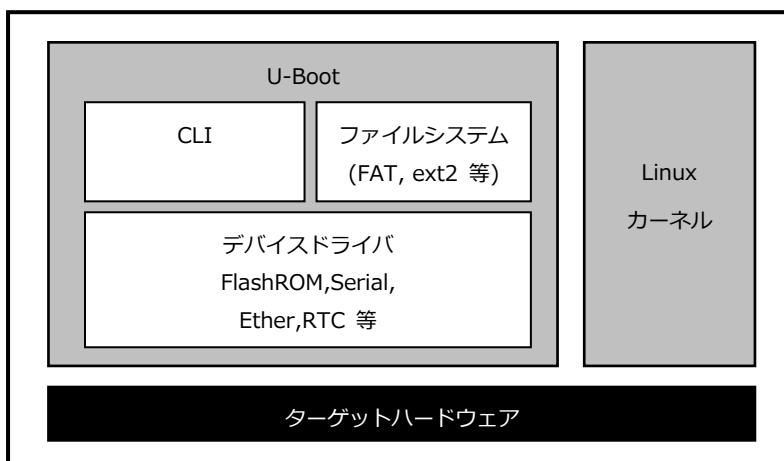 U-Boot
CLI
ファイルシステム
(FAT, ext2 等)
デバイスドライバ
FlashROM,Serial,
Ether,RTC 等
Linux
カーネル
ターゲットハードウェア